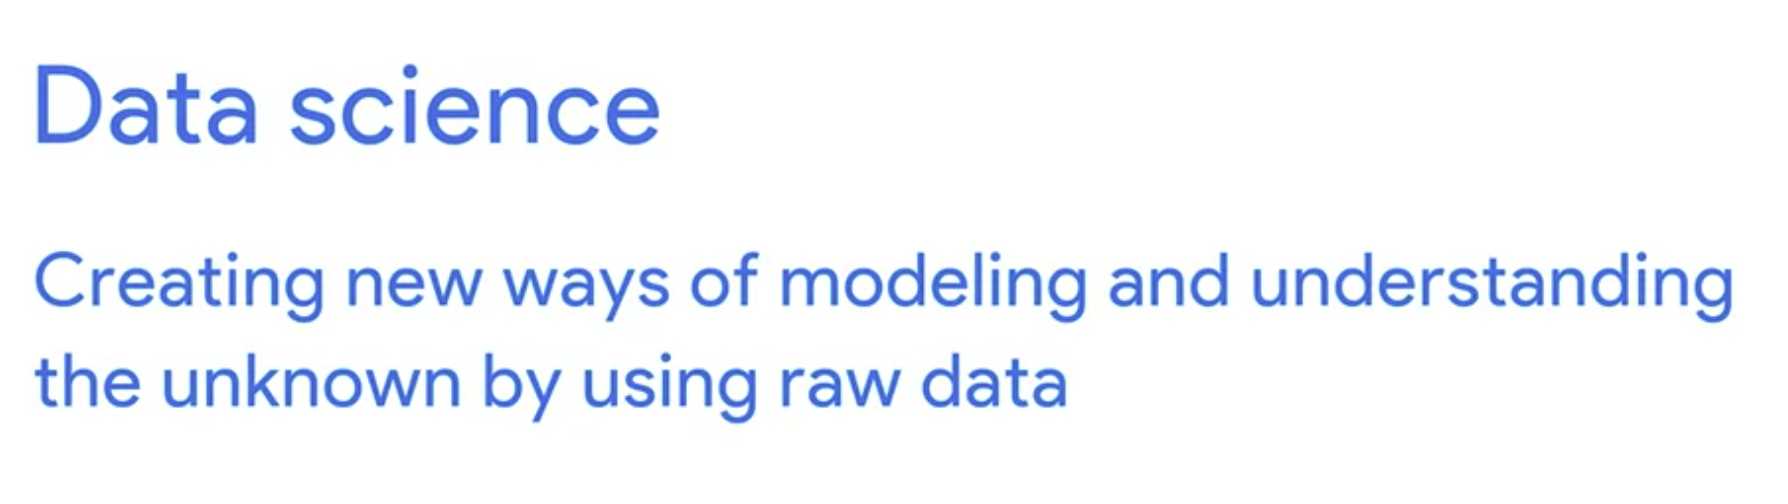 Data science
Creating new ways of modeling and understanding
the unknown by using raw data